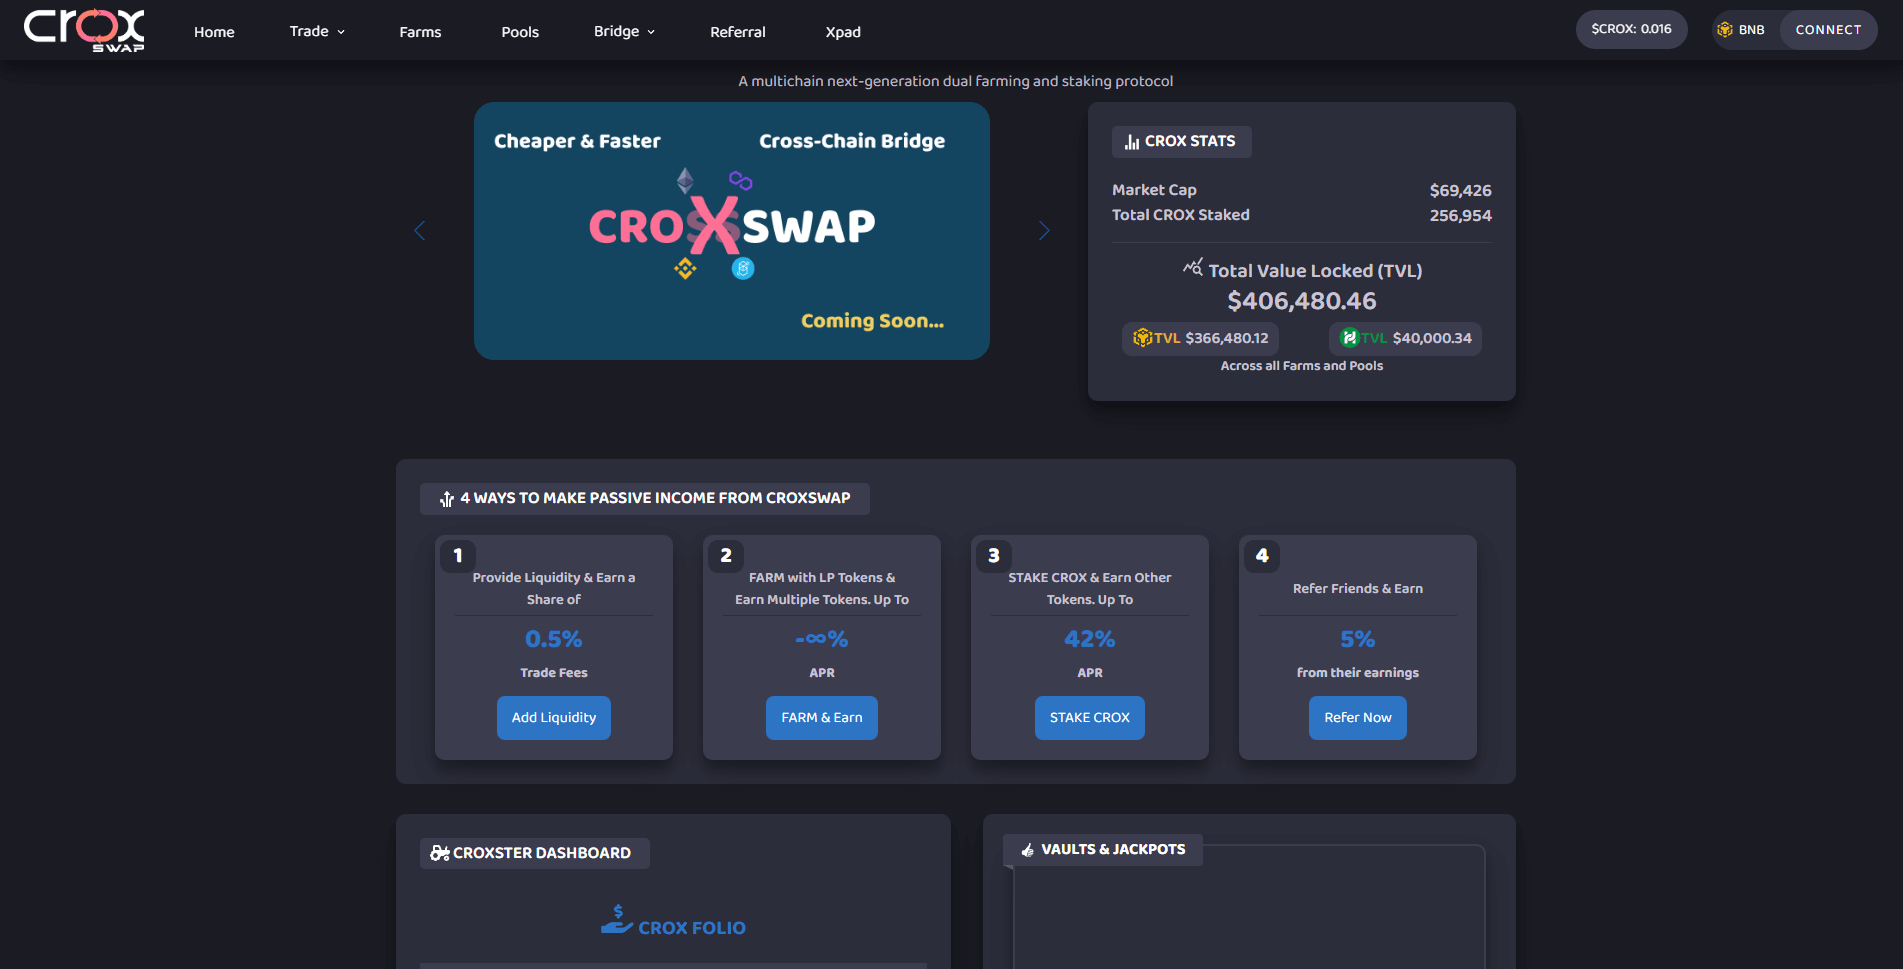 crox
SWAP
Home
Trade
Farms
Pools
Bridge
Referral
Xpad
$CROX: 0.016
BNB
CONNECT
A multichain next-generation dual farming and staking protocol
Cheaper & Faster
Cross-Chain Bridge
CROXSWAP
Coming Soon...
CROX STATS
Market Cap
$69,426
Total CROX Staked
256,954
Total Value Locked (TVL)
$406,480.46
TVL $366,480.12
TVL $40,000.34
Across all Farms and Pools
4 WAYS TO MAKE PASSIVE INCOME FROM CROXSWAP
1
Provide Liquidity & Earn a
Share of
0.5%
Trade Fees
Add Liquidity
2
FARM with LP Tokens &
Earn Multiple Tokens. Up To
-∞%
APR
FARM & Earn
3
STAKE CROX & Earn Other
Tokens. Up To
42%
APR
STAKE CROX
4
Refer Friends & Earn
5%
from their earnings
Refer Now
CROXSTER DASHBOARD
CROX FOLIO
VAULTS & JACKPOTS